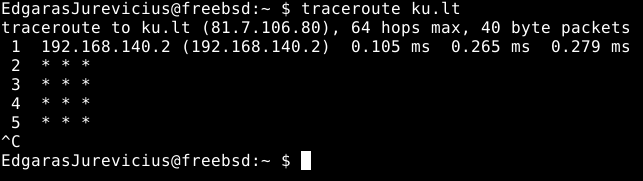 EdgarasJurevicius@freebsd:~ $ traceroute ku.lt
traceroute to ku.lt (81.7.106.80), 64 hops max, 40 byte packets
 1  192.168.140.2 (192.168.140.2)  0.105 ms  0.265 ms  0.279 ms
 2  * * *
 3  * * *
 4  * * *
 5  * * *
^C
EdgarasJurevicius@freebsd:~ $